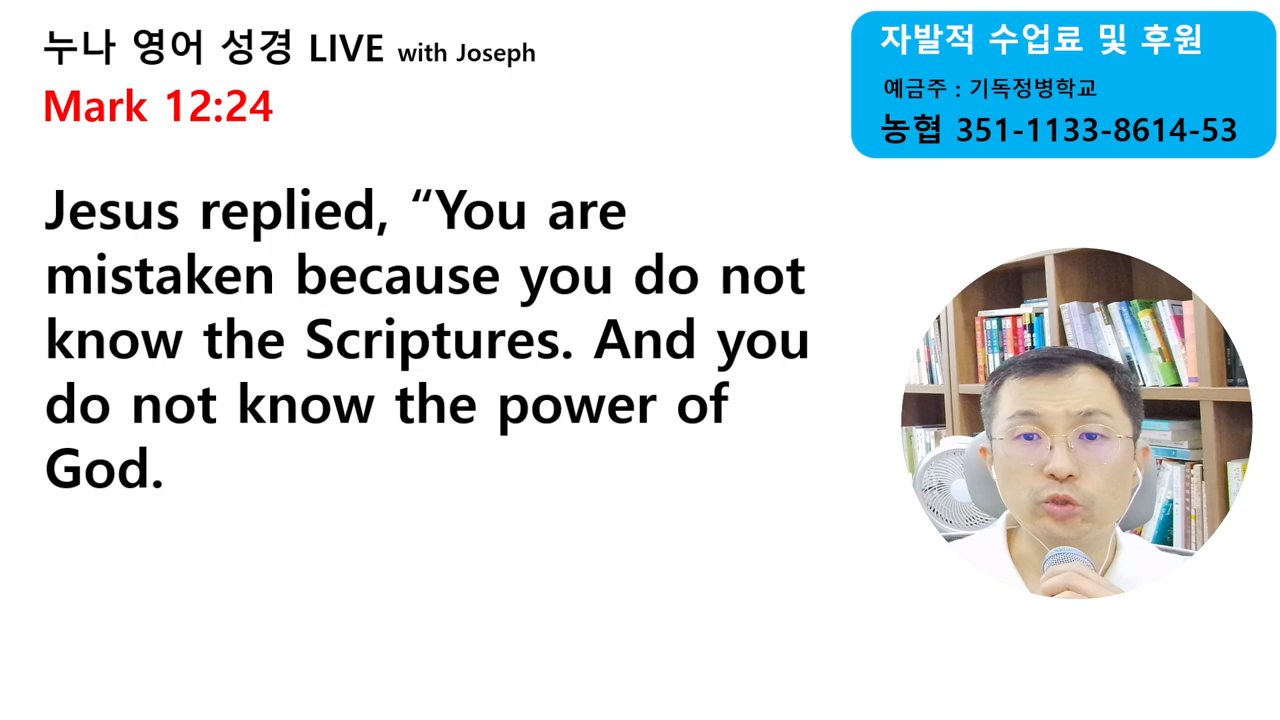 누나 영어 성경 LIVE with Joseph
Mark 12:24
자발적 수업료 및 후원
예금주 : 기독정병학교
농협 351-1133-8614-53
Jesus replied, “You are
mistaken because you do not
know the Scriptures. And you
do not know the power of
God.